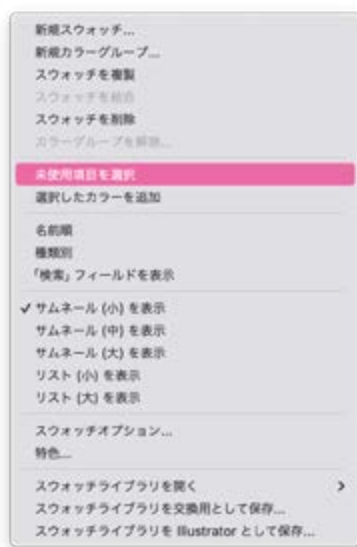 新規スウォッチ...
新規カラーグループ...
スウォッチを複製
スウォッチを結合
スウォッチを削除
カラーグループを解除...
未使用項目を選択
選択したカラーを追加
名前順
種類別
「検索」フィールドを表示
✓ サムネール (小) を表示
サムネール (中) を表示
サムネール (大) を表示
リスト (小) を表示
リスト (大) を表示
スウォッチオプション...
特色...
スウォッチライブラリを開く >
スウォッチライブラリを交換用として保存...
スウォッチライブラリを Illustrator として保存...